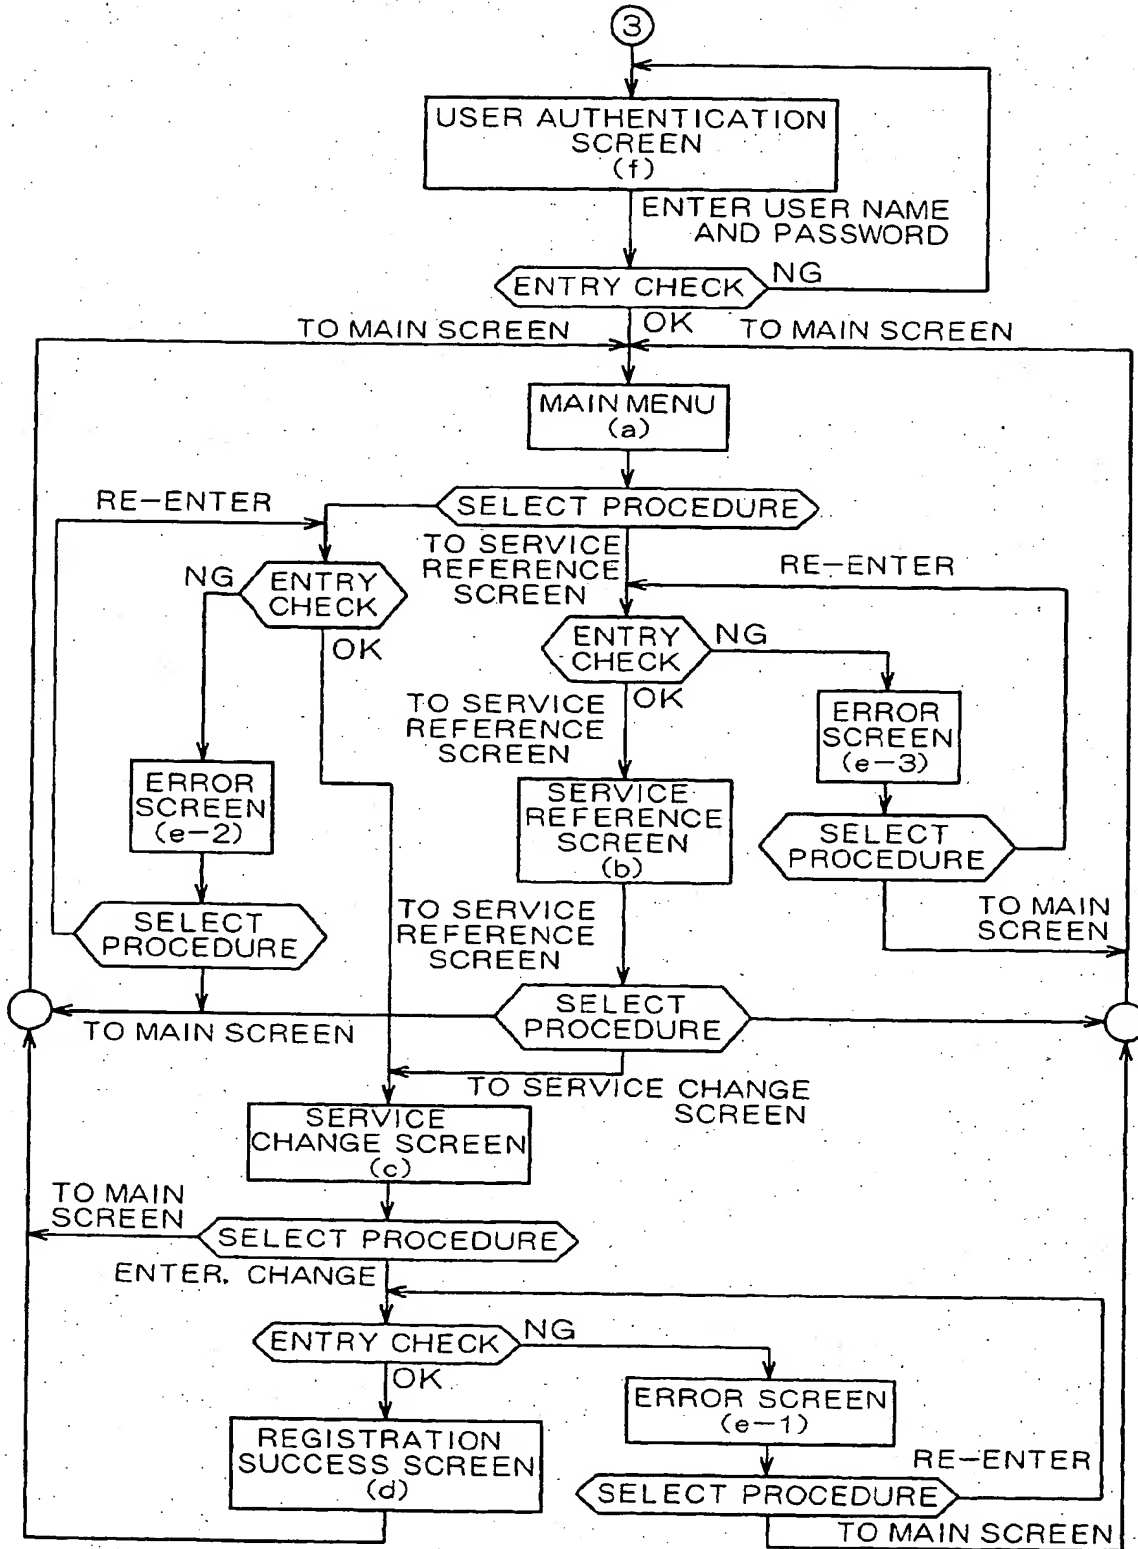 3
USER AUTHENTICATION
SCREEN
(f)
ENTER USER NAME
AND PASSWORD
ENTRY CHECK
NG
OK
TO MAIN SCREEN
TO MAIN SCREEN
MAIN MENU
(a)
SELECT PROCEDURE
RE-ENTER
TO SERVICE
REFERENCE
SCREEN
RE-ENTER
NG
ENTRY
CHECK
OK
ENTRY
CHECK
NG
OK
TO SERVICE
REFERENCE
SCREEN
ERROR
SCREEN
(e-3)
ERROR
SCREEN
(e-2)
SERVICE
REFERENCE
SCREEN
(b)
SELECT
PROCEDURE
SELECT
PROCEDURE
TO SERVICE
REFERENCE
SCREEN
TO MAIN
SCREEN
TO MAIN SCREEN
SELECT
PROCEDURE
TO SERVICE CHANGE
SCREEN
SERVICE
CHANGE SCREEN
(c)
TO MAIN
SCREEN
SELECT PROCEDURE
ENTER. CHANGE
ENTRY CHECK
NG
OK
ERROR SCREEN
(e-1)
REGISTRATION
SUCCESS SCREEN
(d)
RE-ENTER
SELECT PROCEDURE
TO MAIN SCREEN